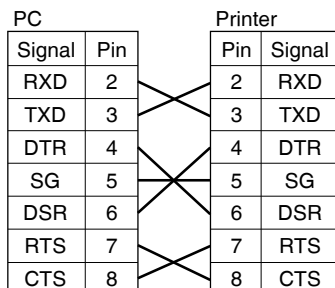 PC Printer
Signal Pin Pin Signal
RXD 2 2 RXD
TXD 3 3 TXD
DTR 4 4 DTR
SG 5 5 SG
DSR 6 6 DSR
RTS 7 7 RTS
CTS 8 8 CTS